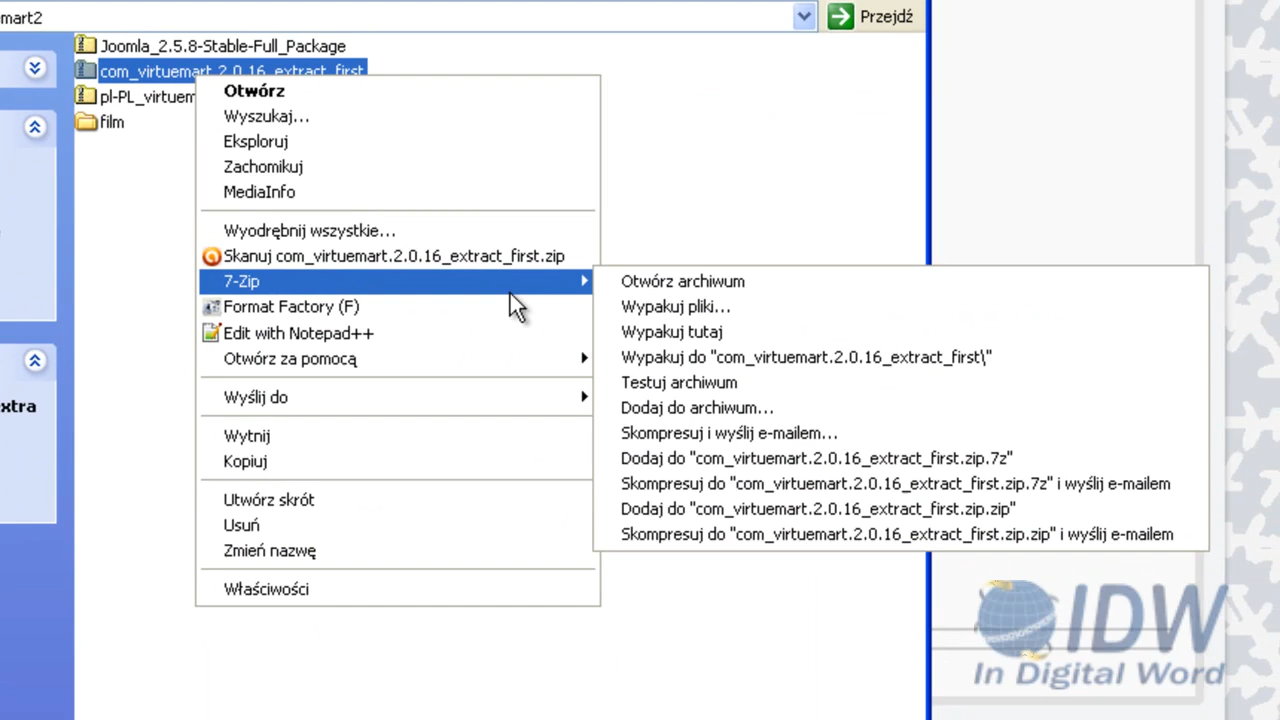 mart2
Przejdź
Joomla_2.5.8-Stable-Full_Package
com_virtuemart.2.0.16_extract_first
pl-PL_virtuem
film
xtra
Otwórz
Wyszukaj...
Eksploruj
Zachomikuj
MediaInfo
Wyodrębnij wszystkie...
Skanuj com_virtuemart.2.0.16_extract_first.zip
7-Zip
Format Factory (F)
Edit with Notepad++
Otwórz za pomocą
Wyślij do
Wytnij
Kopiuj
Utwórz skrót
Usuń
Zmień nazwę
Właściwości
Otwórz archiwum
Wypakuj pliki...
Wypakuj tutaj
Wypakuj do "com_virtuemart.2.0.16_extract_first\"
Testuj archiwum
Dodaj do archiwum...
Skompresuj i wyślij e-mailem...
Dodaj do "com_virtuemart.2.0.16_extract_first.zip.7z"
Skompresuj do "com_virtuemart.2.0.16_extract_first.zip.7z" i wyślij e-mailem
Dodaj do "com_virtuemart.2.0.16_extract_first.zip.zip"
Skompresuj do "com_virtuemart.2.0.16_extract_first.zip.zip" i wyślij e-mailem
IDW
In Digital Word